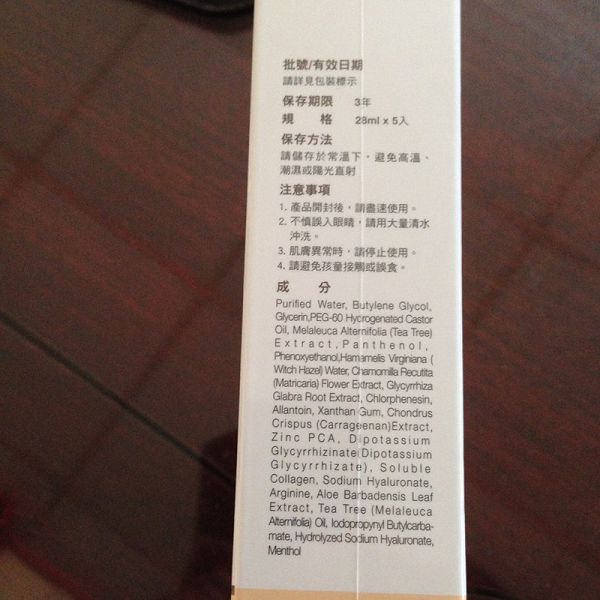 批號/有效日期
請詳見包裝標示
保存期限 3年
規 格 28ml x 5入
保存方法
請儲存於常溫下，避免高溫、
潮濕或陽光直射
注意事項
1. 產品開封後，請盡速使用。
2. 不慎誤入眼睛，請用大量清水
沖洗。
3. 肌膚異常時，請停止使用。
4. 請避免孩童接觸或誤食。
成 分
Purified Water, Butylene Glycol,
Glycerin,PEG-60 Hydrogenated Castor
Oil, Melaleuca Alternifolia (Tea Tree)
Extract,Panthenol,
Phenoxyethanol,Hamamelis Virginiana (
Witch Hazel) Water, Chamomilla Recutita
(Matricaria) Flower Extract, Glycyrrhiza
Glabra Root Extract, Chlorphenesin,
Allantoin, Xanthan Gum, Chondrus
Crispus (Carrageenan)Extract,
Zinc PCA, Dipotassium
Glycyrrhizinate(Dipotassium
Glycyrrhizate), Soluble
Collagen, Sodium Hyaluronate,
Arginine, Aloe Barbadensis Leaf
Extract, Tea Tree (Melaleuca
Alternifolia) Oil, Iodopropynyl Butylcarba-
mate, Hydrolyzed Sodium Hyaluronate,
Menthol